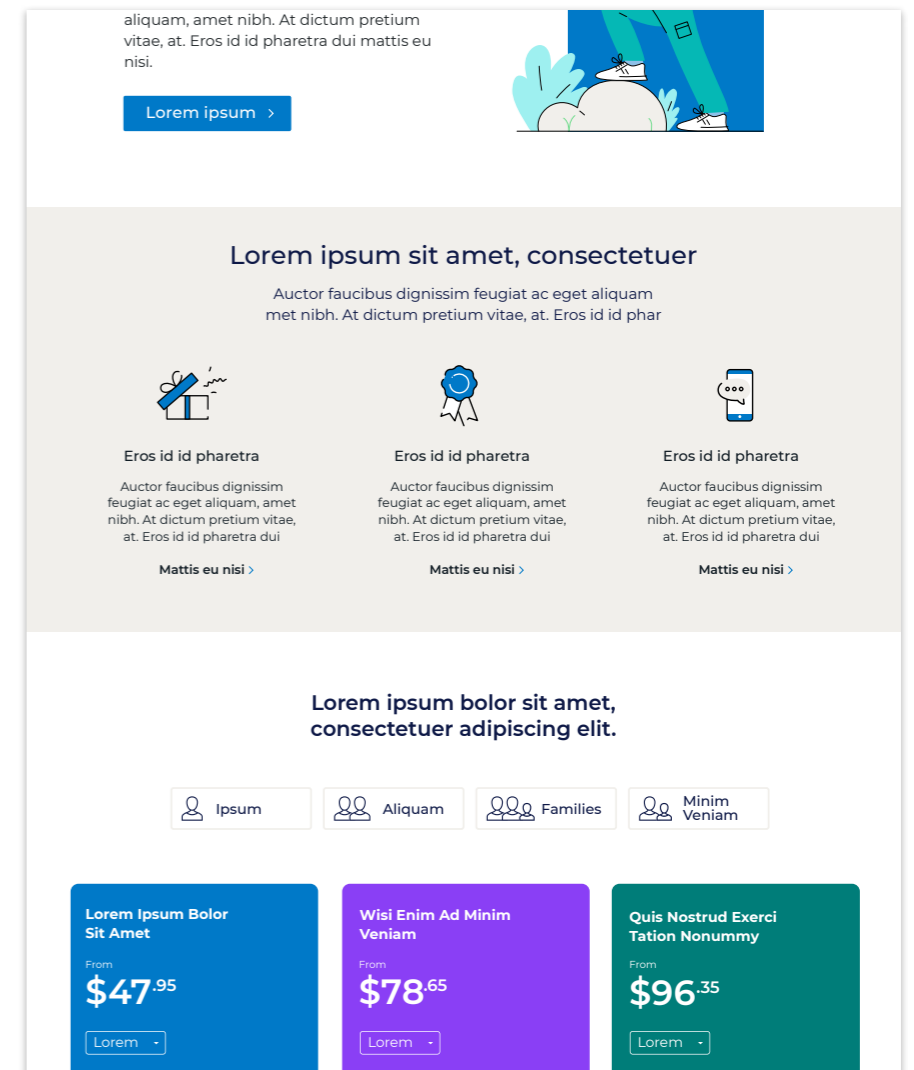 aliquam, amet nibh. At dictum pretium
vitae, at. Eros id id pharetra dui mattis eu
nisi.
Lorem ipsum
Lorem ipsum sit amet, consectetuer
Auctor faucibus dignissim feugiat ac eget aliquam
met nibh. At dictum pretium vitae, at. Eros id id phar
Eros id id pharetra
Auctor faucibus dignissim
feugiat ac eget aliquam, amet
nibh. At dictum pretium vitae,
at. Eros id id pharetra dui
Mattis eu nisi
Eros id id pharetra
Auctor faucibus dignissim
feugiat ac eget aliquam, amet
nibh. At dictum pretium vitae,
at. Eros id id pharetra dui
Mattis eu nisi
Eros id id pharetra
Auctor faucibus dignissim
feugiat ac eget aliquam, amet
nibh. At dictum pretium vitae,
at. Eros id id pharetra dui
Mattis eu nisi
Lorem ipsum bolor sit amet,
consectetuer adipiscing elit.
Ipsum
Aliquam
Families
Minim
Veniam
Lorem Ipsum Bolor
Sit Amet
From
$47.95
Lorem
Wisi Enim Ad Minim
Veniam
From
$78.65
Lorem
Quis Nostrud Exerci
Tation Nonummy
From
$96.35
Lorem